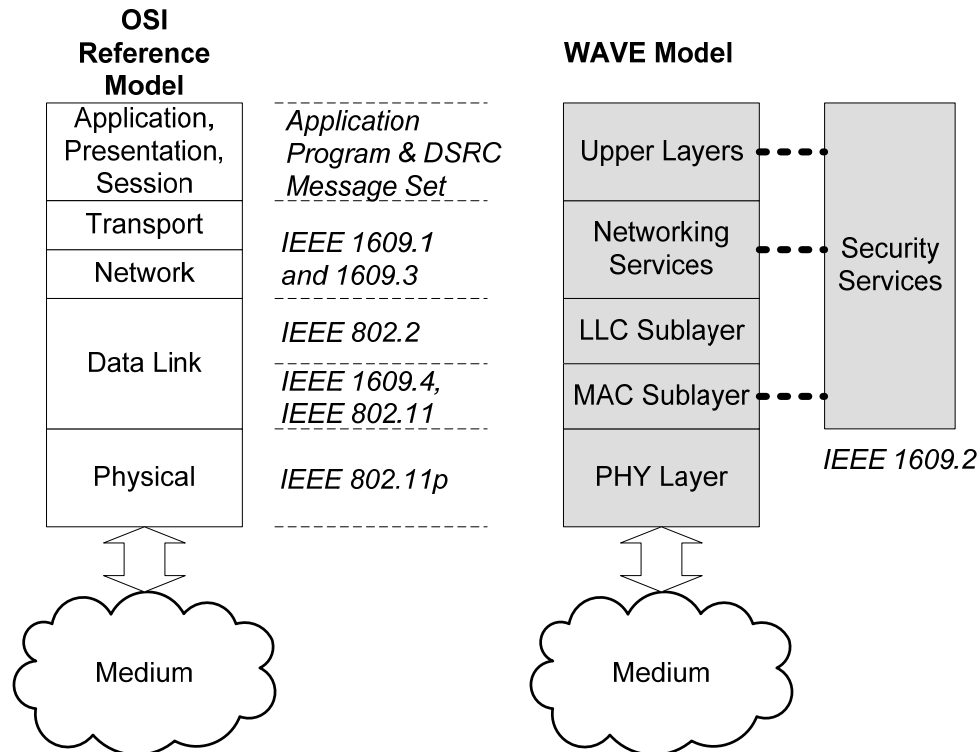 OSI
Reference
Model
Application,
Presentation,
Session
Transport
Network
Data Link
Physical
Medium
Application
Program & DSRC
Message Set
IEEE 1609.1
and 1609.3
IEEE 802.2
IEEE 1609.4,
IEEE 802.11
IEEE 802.11p
WAVE Model
Upper Layers
Networking
Services
LLC Sublayer
MAC Sublayer
PHY Layer
Medium
Security
Services
IEEE 1609.2